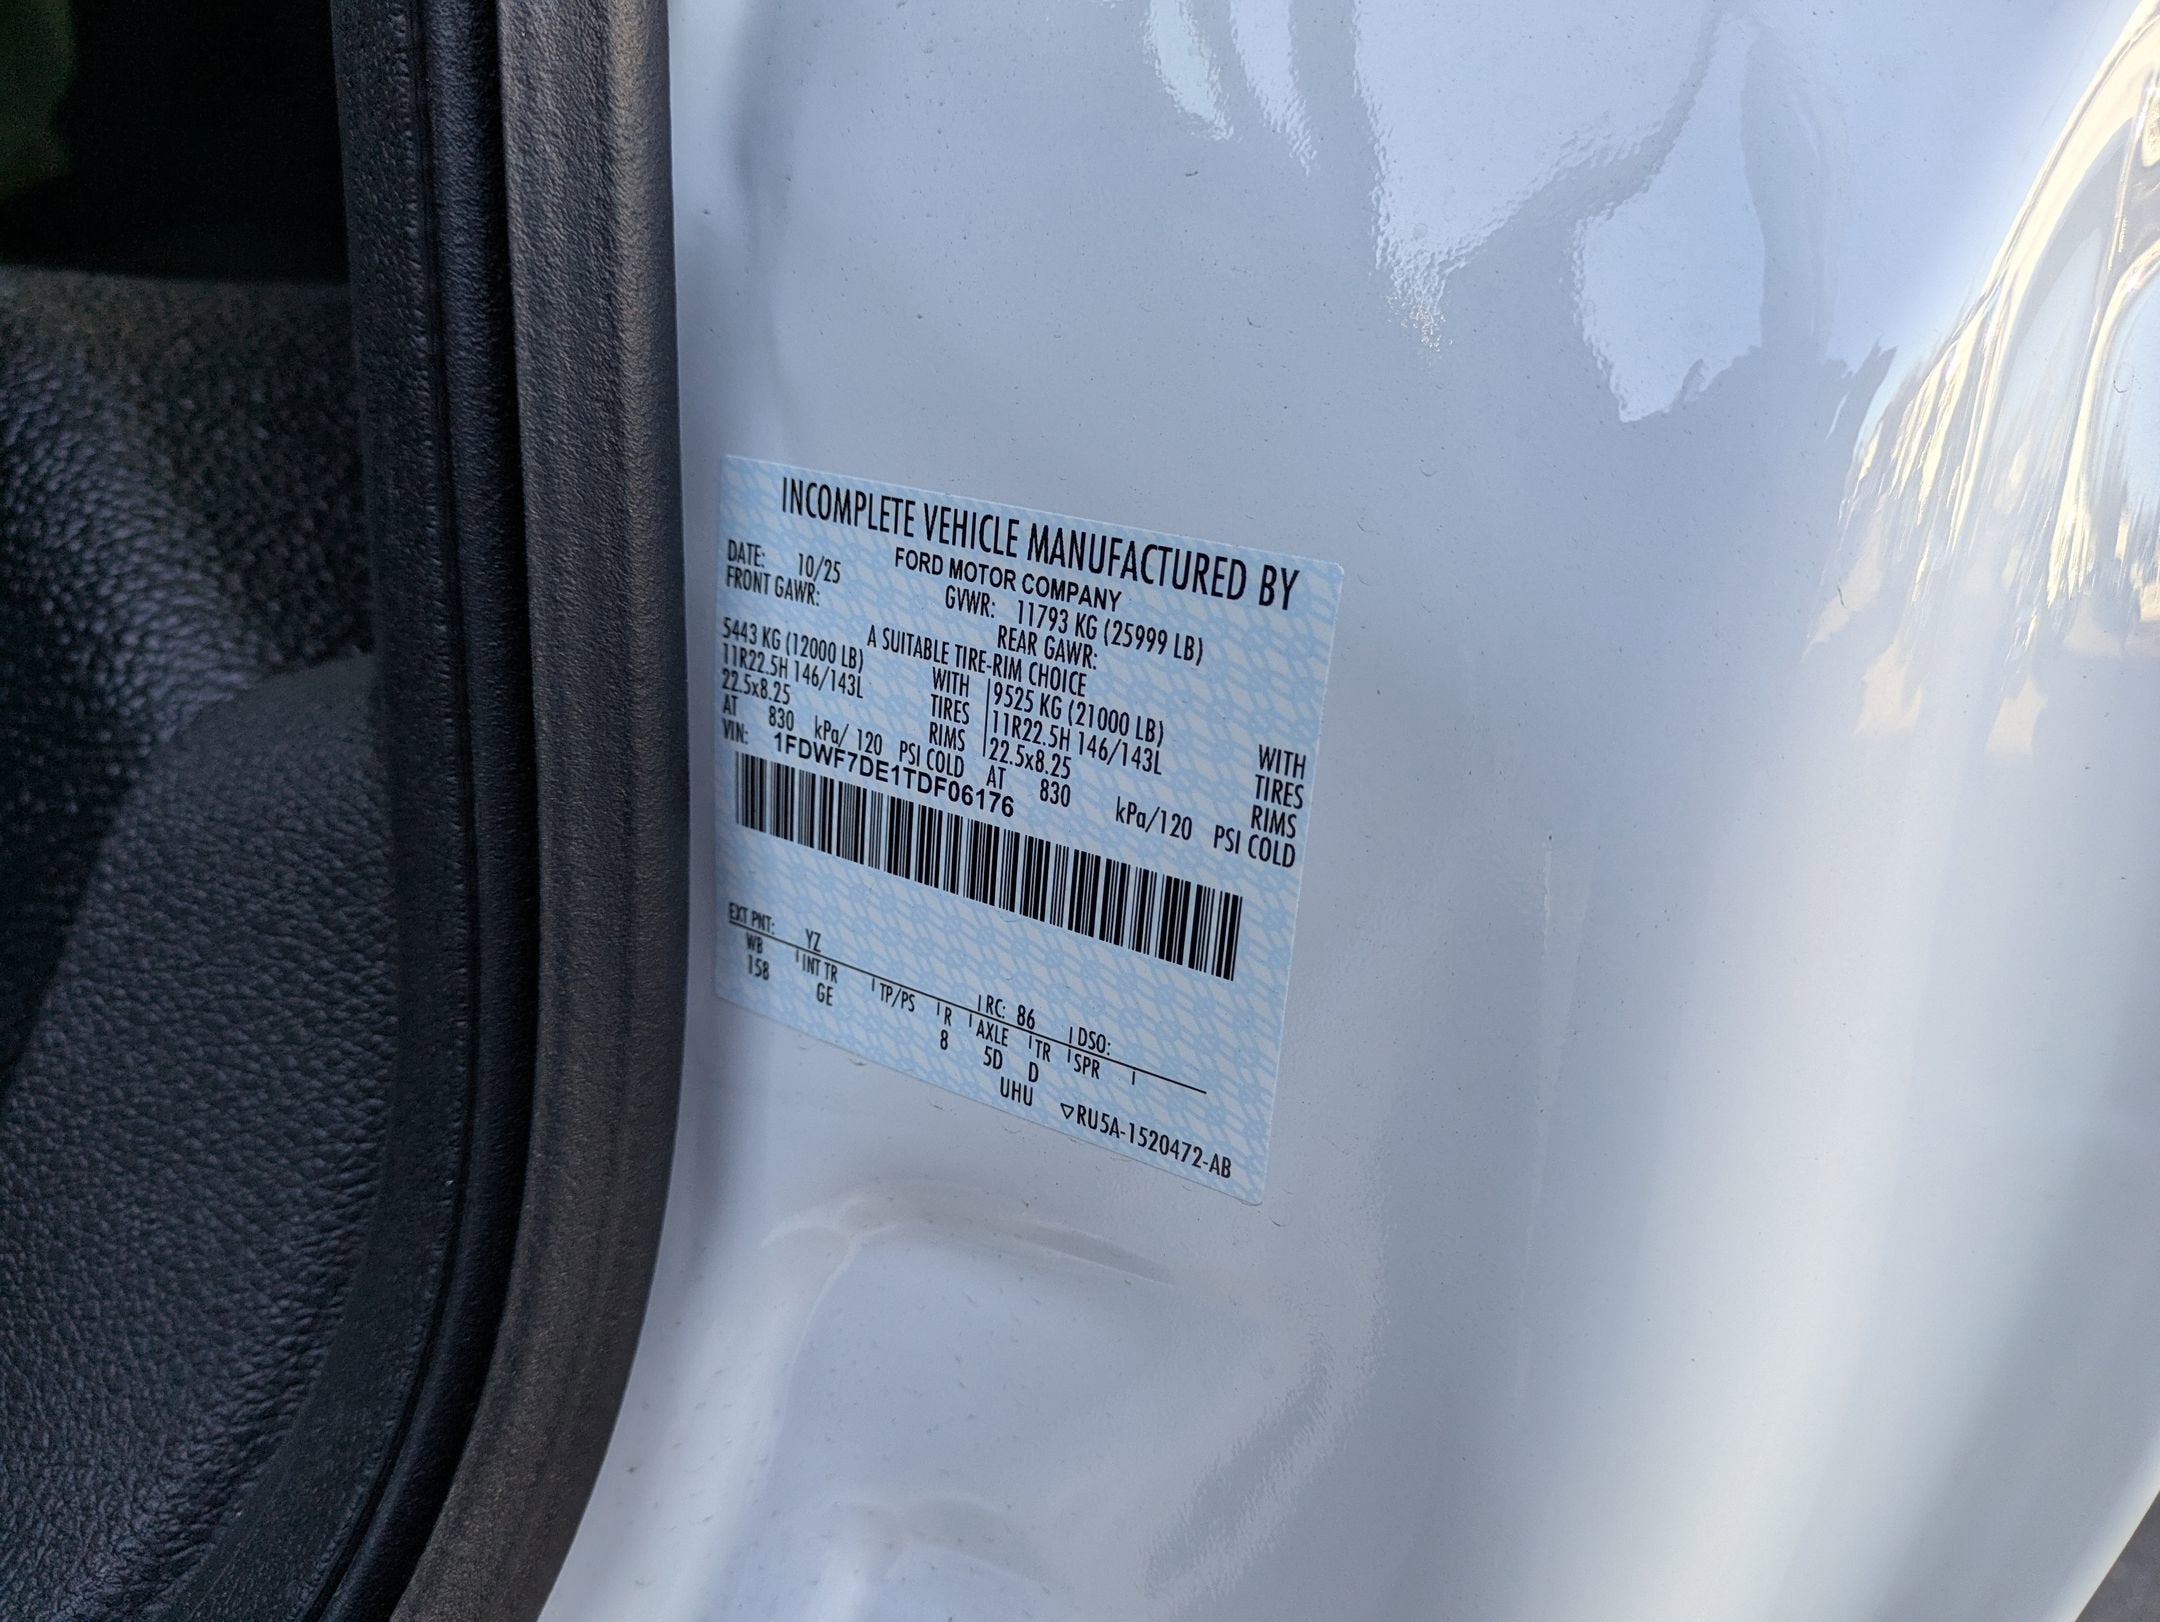 INCOMPLETE VEHICLE MANUFACTURED BY
FORD MOTOR COMPANY
DATE: 10/25 GVWR: 11793 KG (25999 LB)
FRONT GAWR: REAR GAWR:
A SUITABLE TIRE-RIM CHOICE
5443 KG (12000 LB) WITH 9525 KG (21000 LB) WITH
11R22.5H 146/143L TIRES 11R22.5H 146/143L TIRES
22.5x8.25 RIMS 22.5x8.25 RIMS
AT 830 kPa/ 120 PSI COLD AT 830 kPa/120 PSI COLD
VIN: 1FDWF7DE1TDF06176
EXT PNT: YZ RC: 86 DSO:
WB INT TR TP/PS R AXLE TR SPR
158 GE 8 5D D
UHU
▽RU5A-1520472-AB